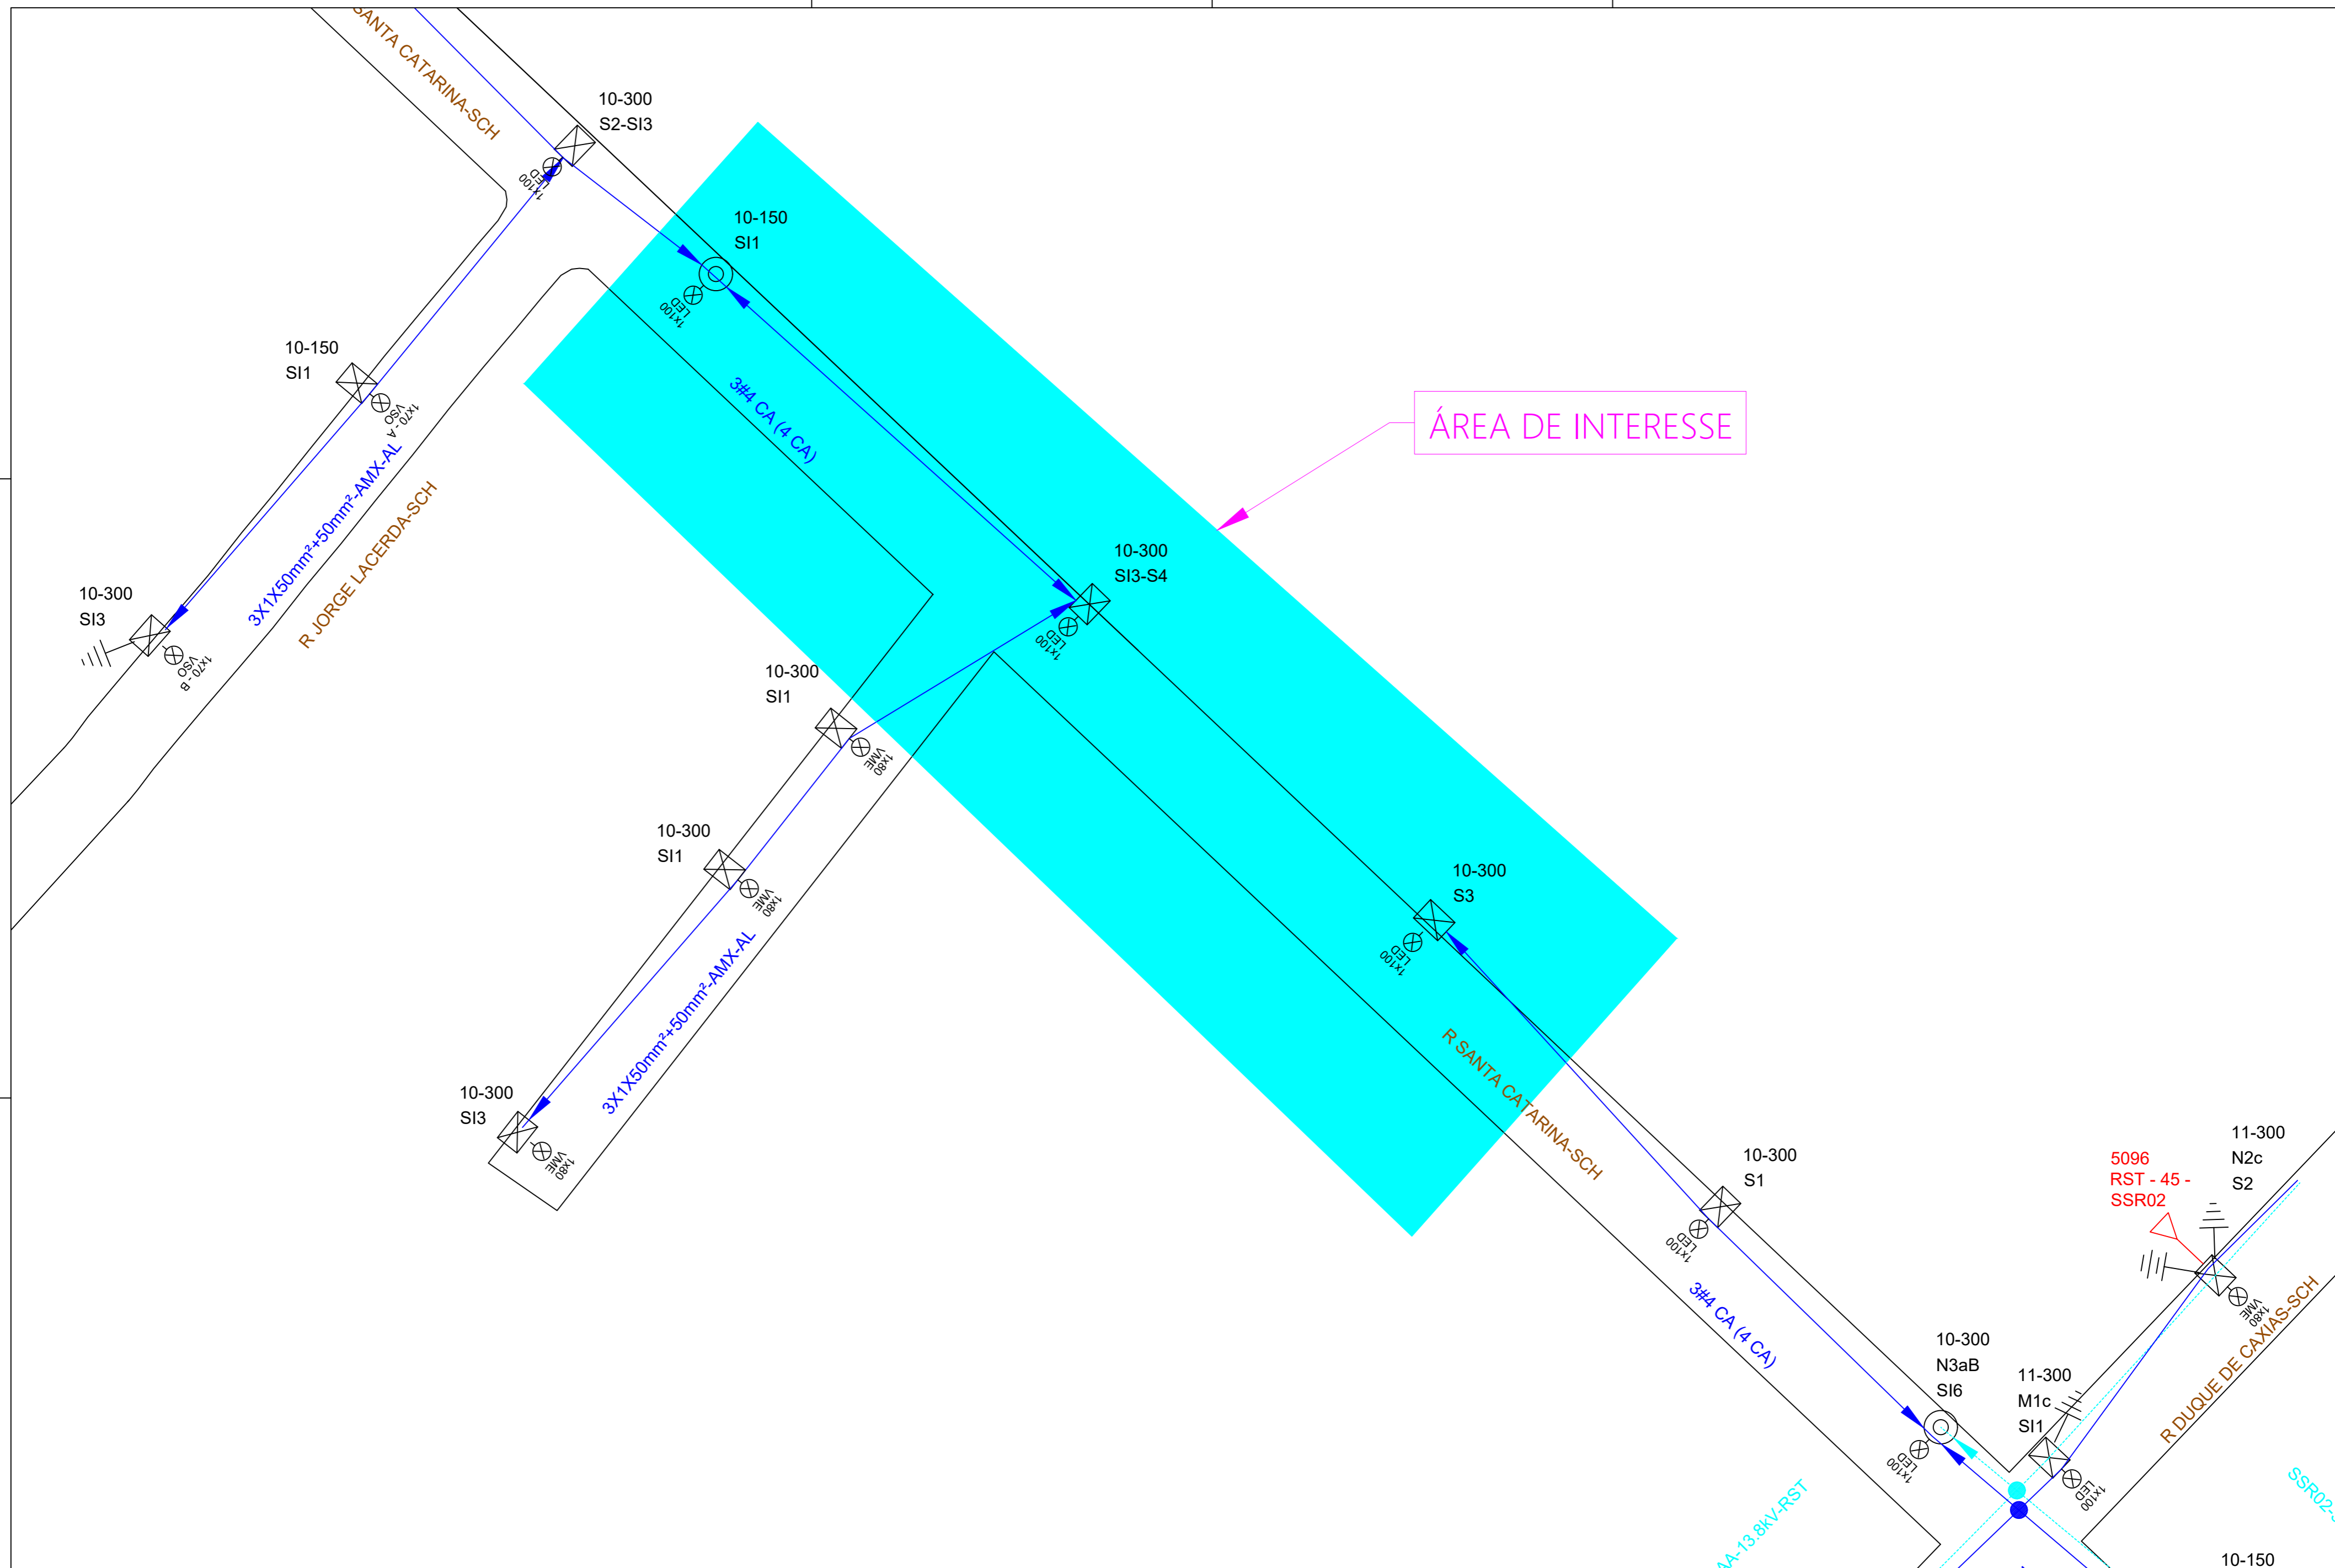 SANTA CATARINA-SCH
10-300
S2-SI3
1x100
LED
10-150
SI1
1x100
LED
10-150
SI1
1x70 - A
VSO
3#4 CA (4 CA)
ÁREA DE INTERESSE
3X1X50mm²+50mm²-AMX-AL
R JORGE LACERDA-SCH
10-300
SI3
1x70 - B
VSO
10-300
SI3-S4
1x100
LED
10-300
SI1
1x80
VME
10-300
SI1
1x80
VME
10-300
S3
1x100
LED
3X1X50mm²+50mm²-AMX-AL
10-300
SI3
1x80
VME
R SANTA CATARINA-SCH
10-300
S1
1x100
LED
5096
RST - 45 -
SSR02
11-300
N2c
S2
1x80
VME
3#4 CA (4 CA)
R DUQUE DE CAXIAS-SCH
10-300
N3aB
SI6
1x100
LED
11-300
M1c
SI1
1x100
LED
AA-13.8kV-RST
SSR02-
10-150